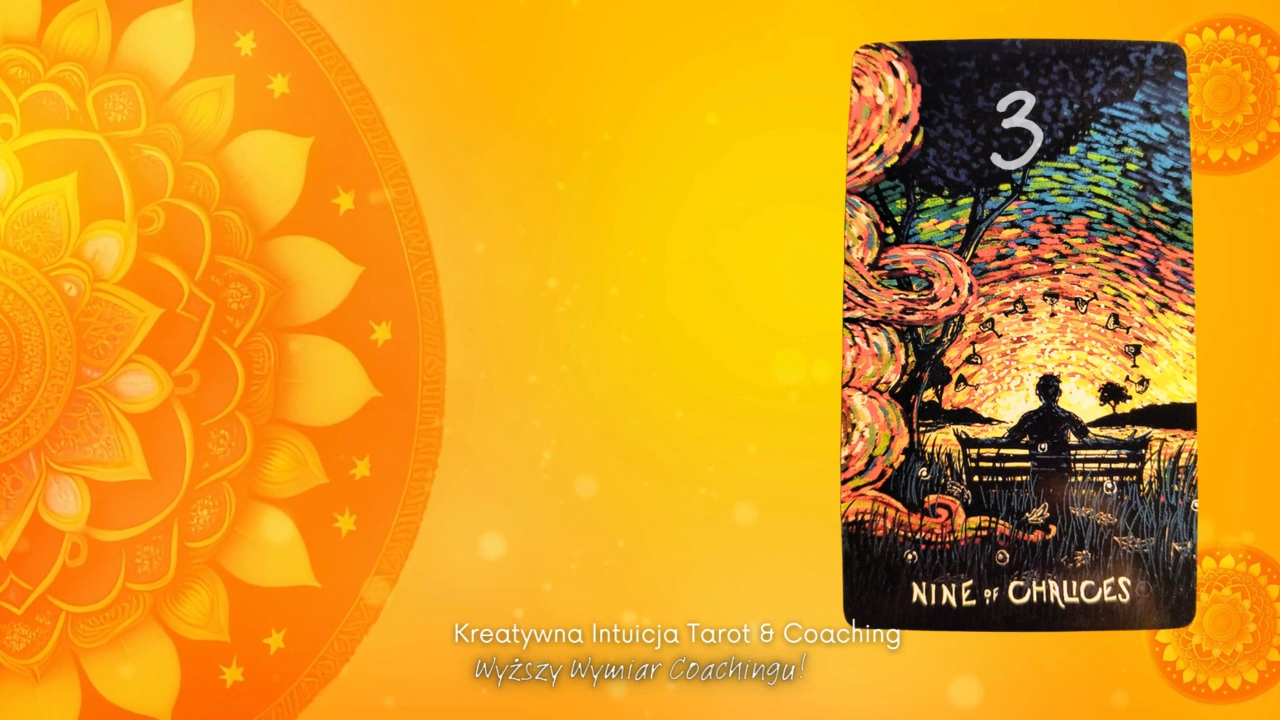 3
NINE OF CHALICES
Kreatywna Intuicja Tarot & Coaching
Wyższy Wymiar Coachingu!